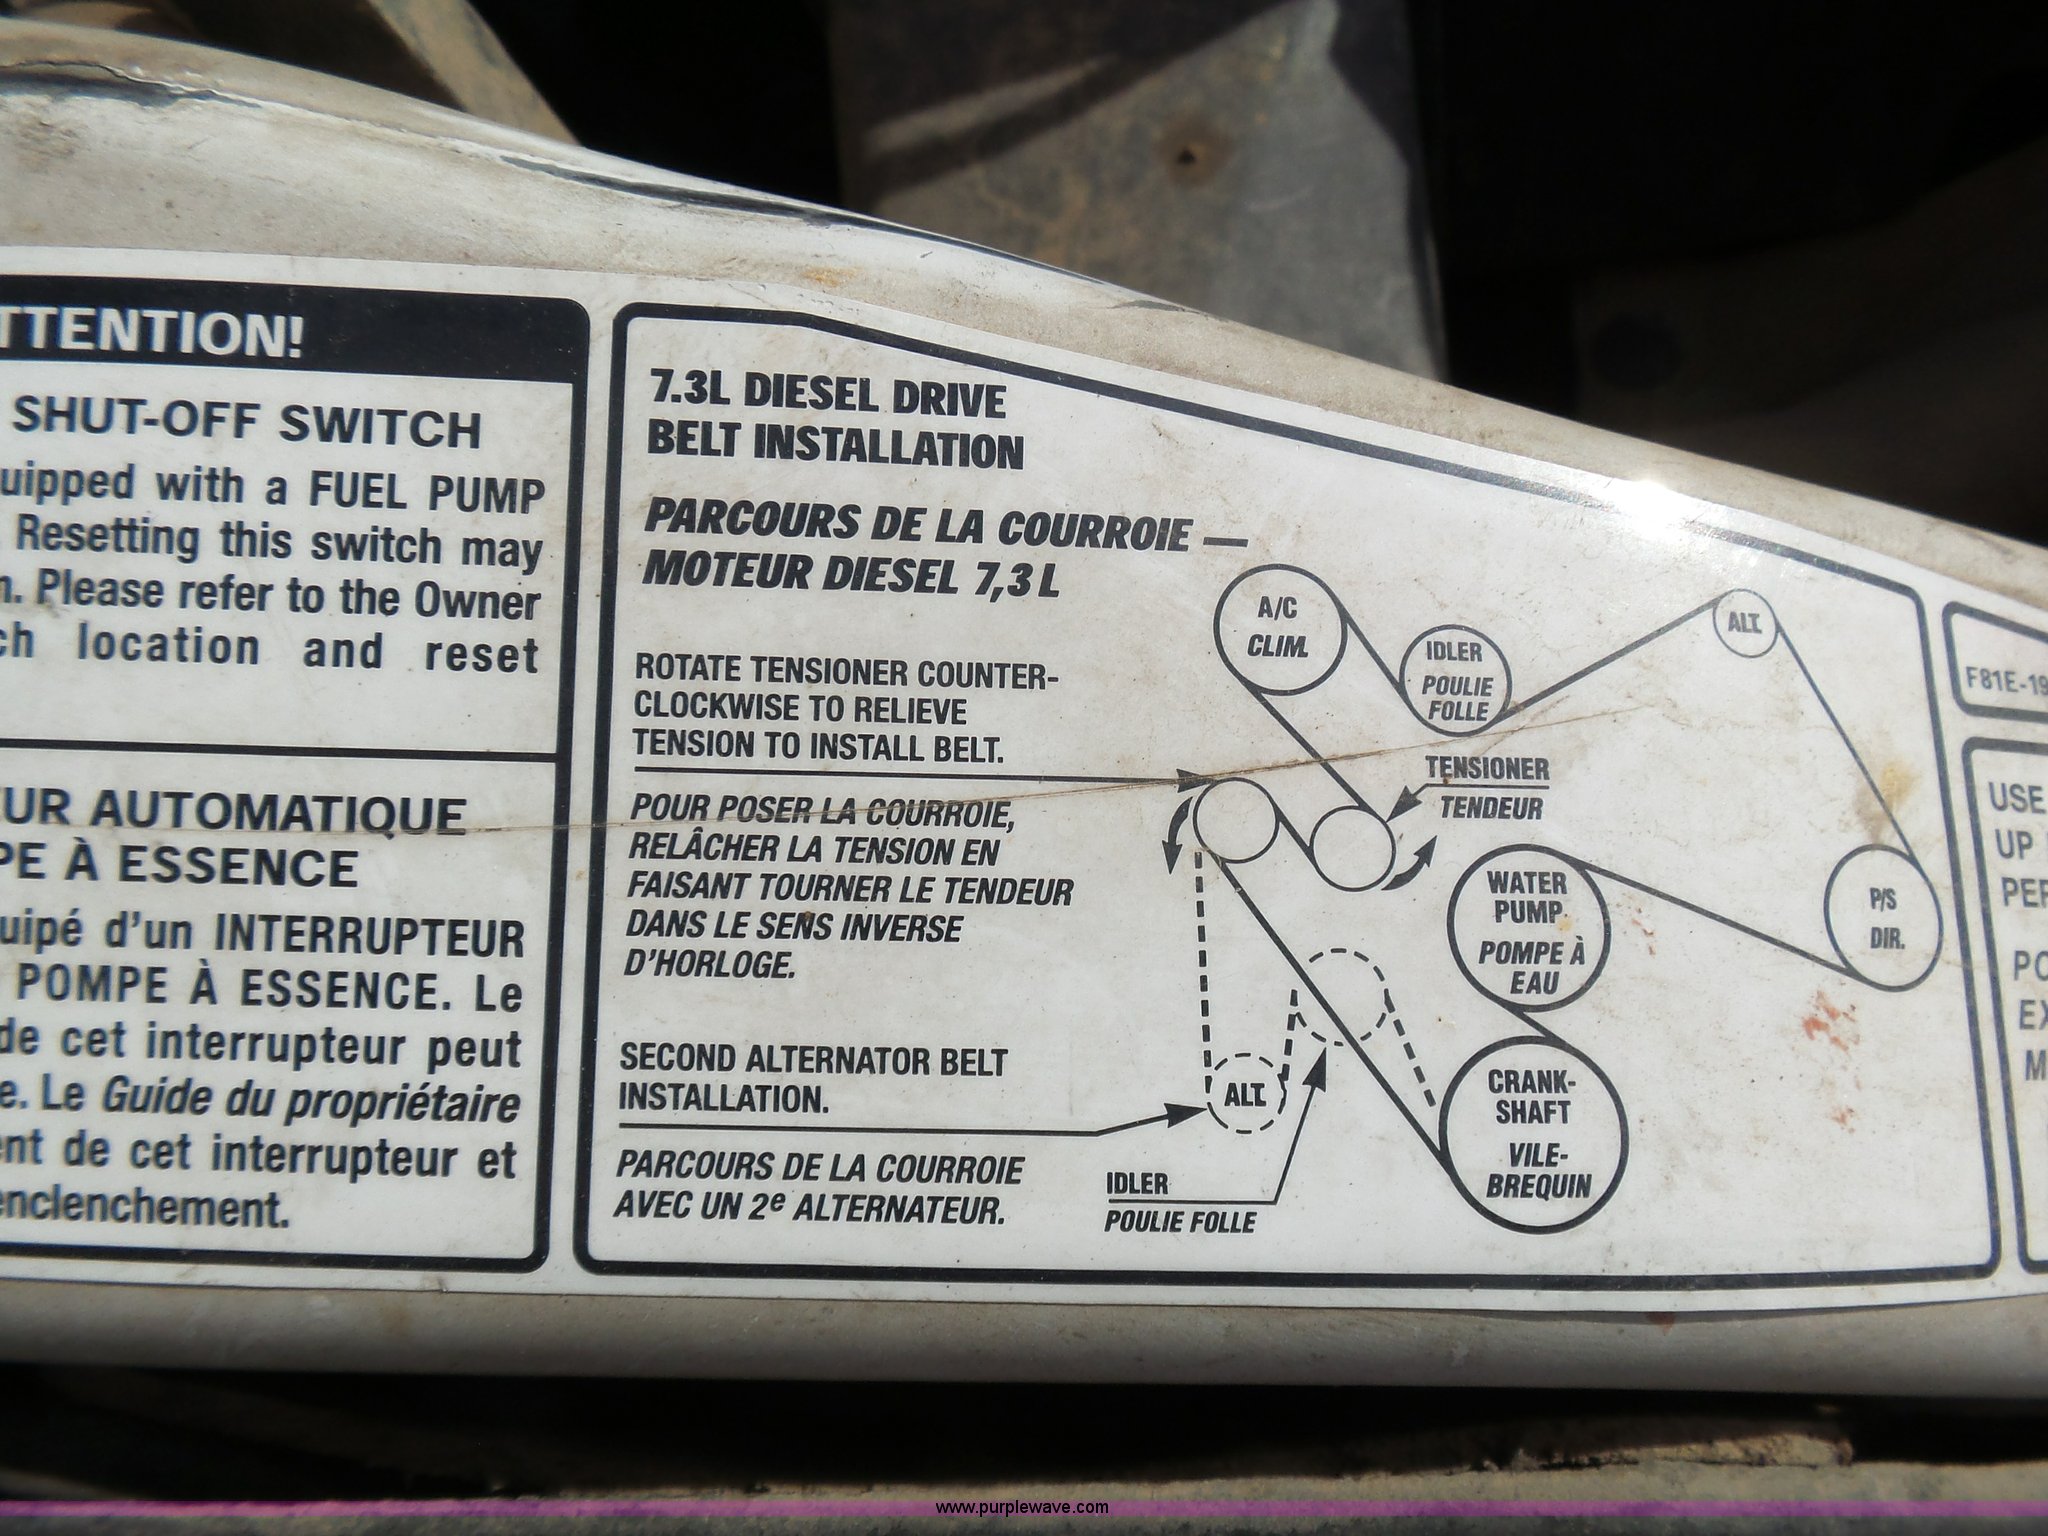 TTENTION!
SHUT-OFF SWITCH
uipped with a FUEL PUMP
. Resetting this switch may
n. Please refer to the Owner
ch location and reset
UR AUTOMATIQUE
PE À ESSENCE
uipé d'un INTERRUPTEUR
POMPE À ESSENCE. Le
de cet interrupteur peut
e. Le Guide du propriétaire
ent de cet interrupteur et
enclenchement.
7.3L DIESEL DRIVE
BELT INSTALLATION
PARCOURS DE LA COURROIE —
MOTEUR DIESEL 7,3 L
ROTATE TENSIONER COUNTER-
CLOCKWISE TO RELIEVE
TENSION TO INSTALL BELT.
POUR POSER LA COURROIE,
RELÂCHER LA TENSION EN
FAISANT TOURNER LE TENDEUR
DANS LE SENS INVERSE
D'HORLOGE.
SECOND ALTERNATOR BELT
INSTALLATION.
PARCOURS DE LA COURROIE
AVEC UN 2e ALTERNATEUR.
A/C
CLIM.
IDLER
POULIE
FOLLE
ALT.
TENSIONER
TENDEUR
WATER
PUMP
POMPE À
EAU
P/S
DIR.
ALT.
CRANK-
SHAFT
VILE-
BREQUIN
IDLER
POULIE FOLLE
F81E-19
USE
UP
PER
PO
EX
M
www.purplewave.com